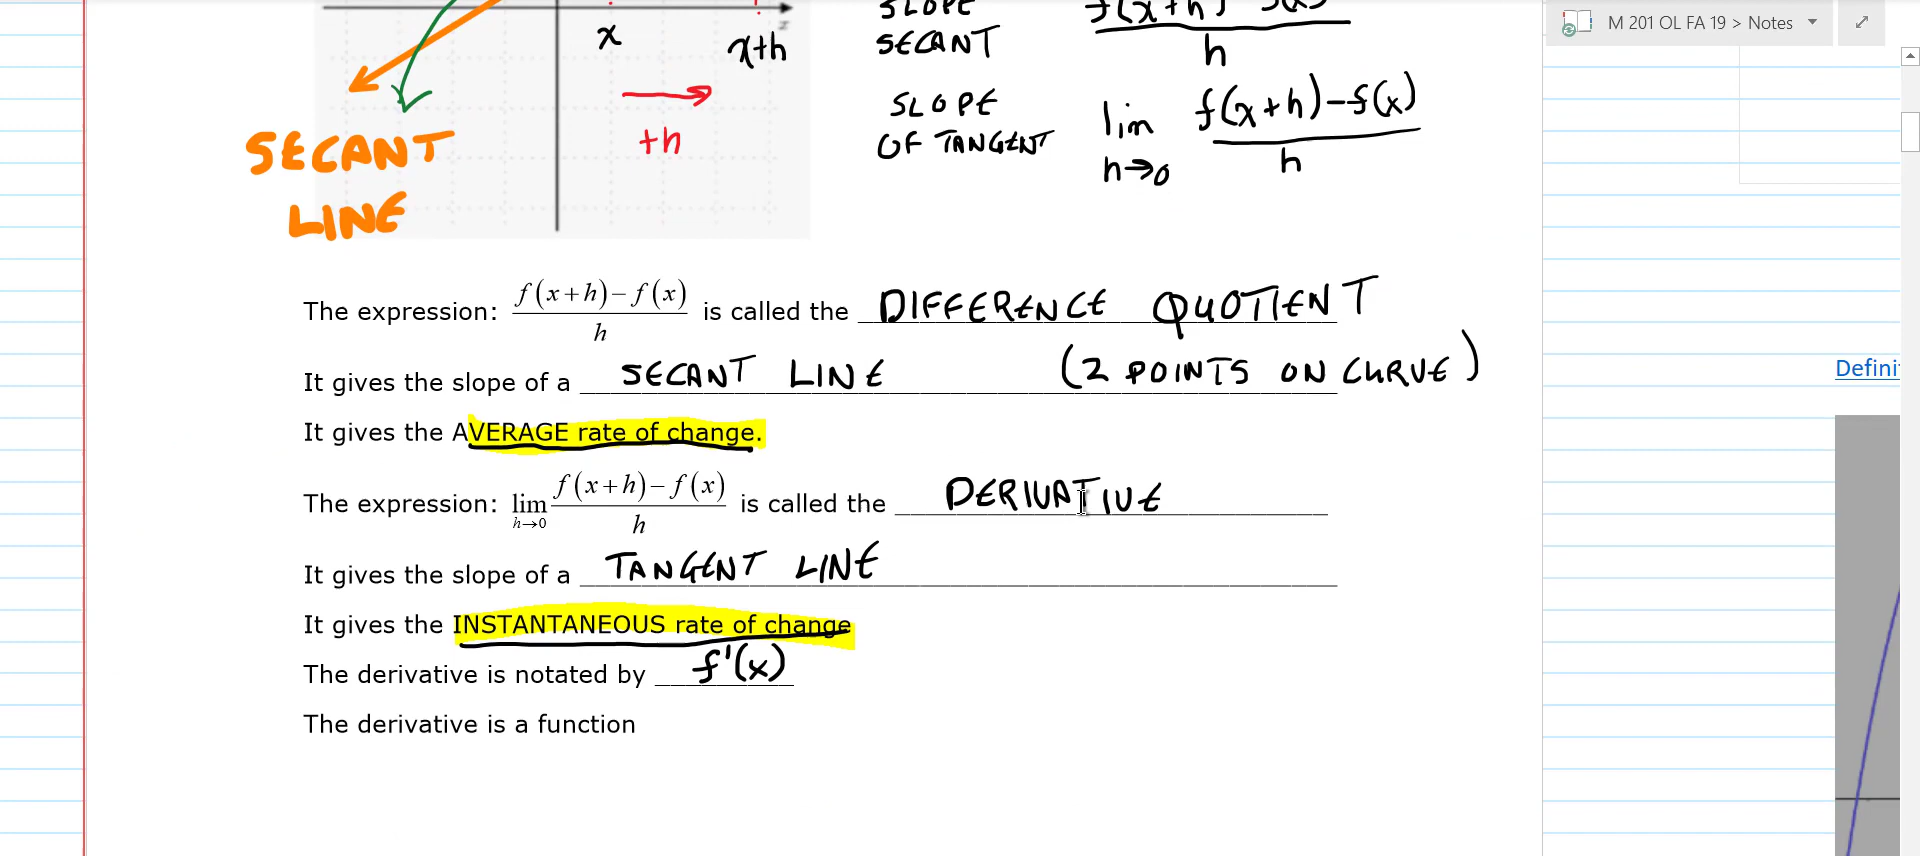 M 201 OL FA 19 > Notes
SLOPE
SECANT
f(x+h) f(x)
h
x
x+h
+h
SECANT
LINE
SLOPE
OF TANGENT
lim
h→0
f(x+h)-f(x)
h
The expression: f(x+h)-f(x) / h is called the DIFFERENCE QUOTIENT
It gives the slope of a SECANT LINE (2 POINTS ON CURVE)
It gives the AVERAGE rate of change.
The expression: lim h→0 f(x+h)-f(x) / h is called the DERIVATIVE
It gives the slope of a TANGENT LINE
It gives the INSTANTANEOUS rate of change
The derivative is notated by f'(x)
The derivative is a function
Defini